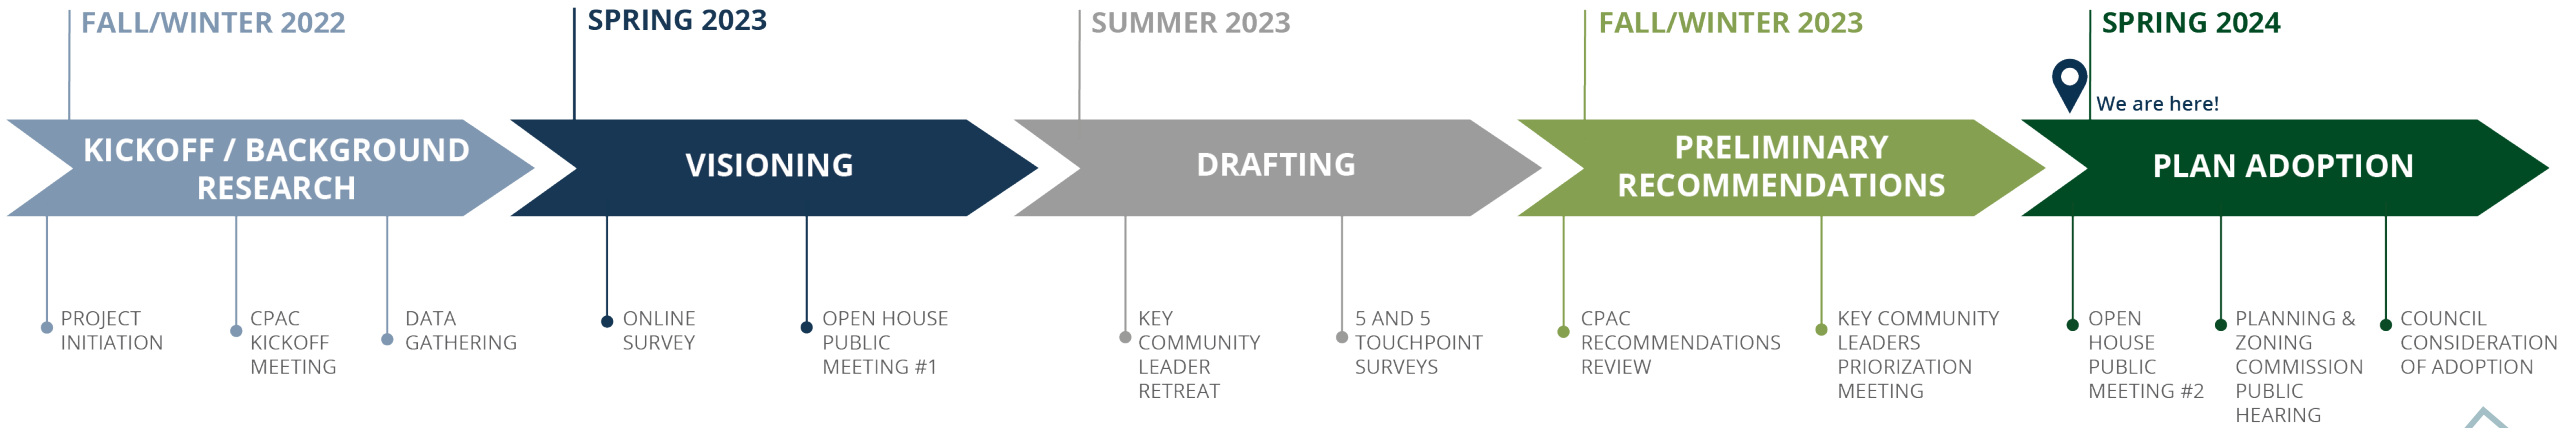 FALL/WINTER 2022
SPRING 2023
SUMMER 2023
FALL/WINTER 2023
SPRING 2024
We are here!
KICKOFF / BACKGROUND
RESEARCH
VISIONING
DRAFTING
PRELIMINARY
RECOMMENDATIONS
PLAN ADOPTION
PROJECT
INITIATION
CPAC
KICKOFF
MEETING
DATA
GATHERING
ONLINE
SURVEY
OPEN HOUSE
PUBLIC
MEETING #1
KEY
COMMUNITY
LEADER
RETREAT
5 AND 5
TOUCHPOINT
SURVEYS
CPAC
RECOMMENDATIONS
REVIEW
KEY COMMUNITY
LEADERS
PRIORIZATION
MEETING
OPEN
HOUSE
PUBLIC
MEETING #2
PLANNING &
ZONING
COMMISSION
PUBLIC
HEARING
COUNCIL
CONSIDERATION
OF ADOPTION